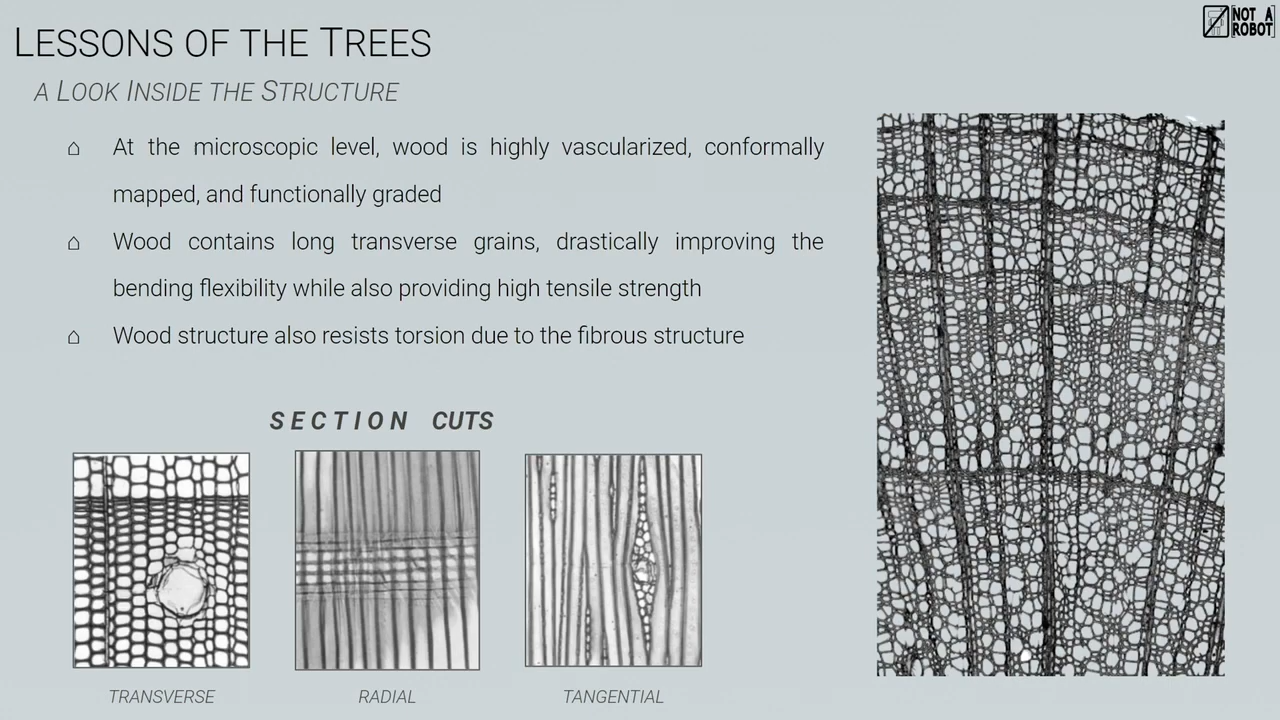 LESSONS OF THE TREES
A LOOK INSIDE THE STRUCTURE
At the microscopic level, wood is highly vascularized, conformally
mapped, and functionally graded
Wood contains long transverse grains, drastically improving the
bending flexibility while also providing high tensile strength
Wood structure also resists torsion due to the fibrous structure
SECTION CUTS
TRANSVERSE
RADIAL
TANGENTIAL
NOT A
ROBOT